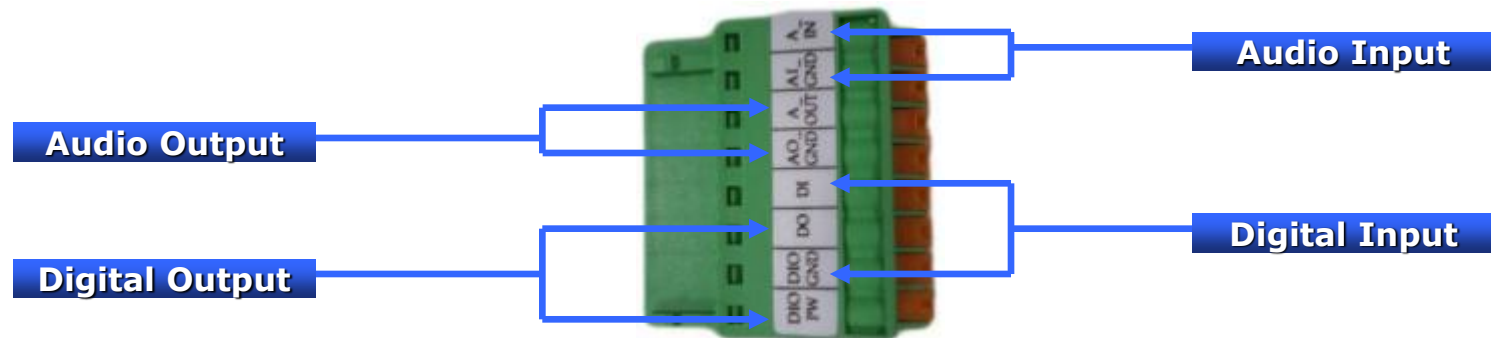 Audio Input
Audio Output
Digital Input
Digital Output
A_
IN
AI_
GND
A_
OUT
AO_
GND
DI
DO
DIO
GND
DIO
PW